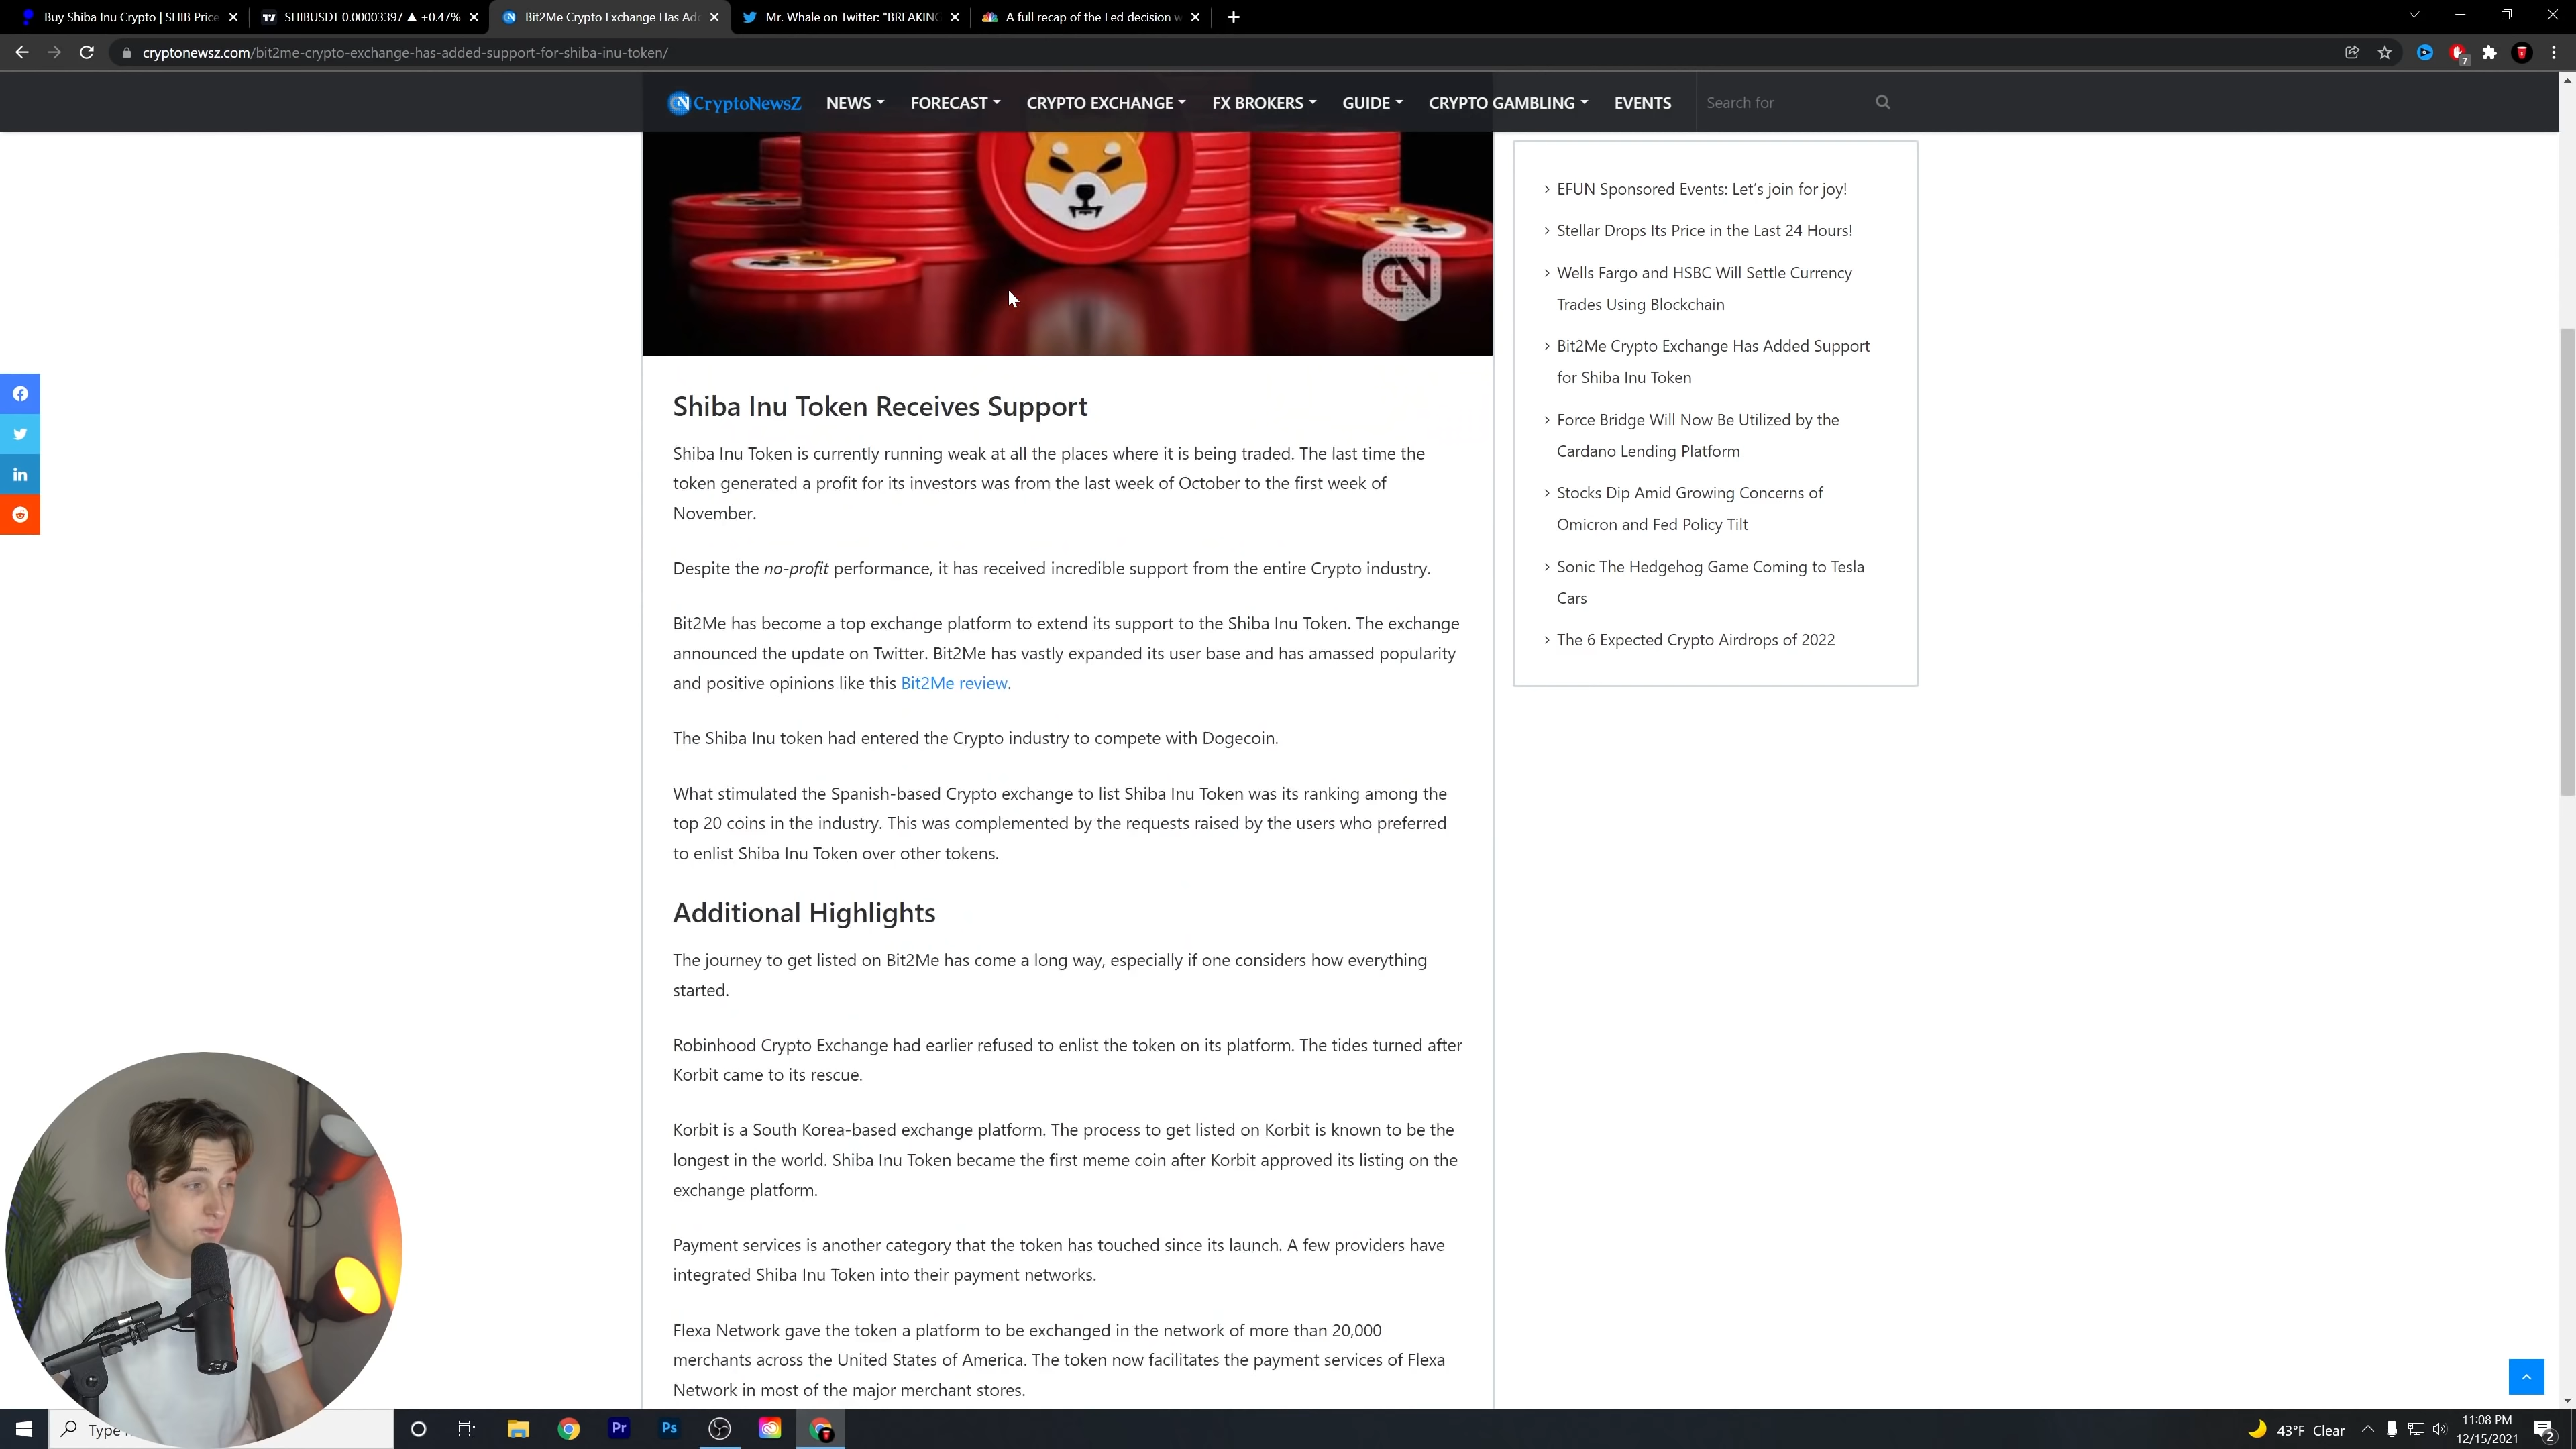 Buy Shiba Inu Crypto | SHIB Price
SHIBUSDT 0.00003397 ▲ +0.47%
Bit2Me Crypto Exchange Has Ad
Mr. Whale on Twitter: "BREAKING
A full recap of the Fed decision w
cryptonewsz.com/bit2me-crypto-exchange-has-added-support-for-shiba-inu-token/
7
CryptoNewsZ
NEWS
FORECAST
CRYPTO EXCHANGE
FX BROKERS
GUIDE
CRYPTO GAMBLING
EVENTS
Search for
Shiba Inu Token Receives Support
Shiba Inu Token is currently running weak at all the places where it is being traded. The last time the
token generated a profit for its investors was from the last week of October to the first week of
November.
Despite the no-profit performance, it has received incredible support from the entire Crypto industry.
Bit2Me has become a top exchange platform to extend its support to the Shiba Inu Token. The exchange
announced the update on Twitter. Bit2Me has vastly expanded its user base and has amassed popularity
and positive opinions like this Bit2Me review.
The Shiba Inu token had entered the Crypto industry to compete with Dogecoin.
What stimulated the Spanish-based Crypto exchange to list Shiba Inu Token was its ranking among the
top 20 coins in the industry. This was complemented by the requests raised by the users who preferred
to enlist Shiba Inu Token over other tokens.
Additional Highlights
The journey to get listed on Bit2Me has come a long way, especially if one considers how everything
started.
Robinhood Crypto Exchange had earlier refused to enlist the token on its platform. The tides turned after
Korbit came to its rescue.
Korbit is a South Korea-based exchange platform. The process to get listed on Korbit is known to be the
longest in the world. Shiba Inu Token became the first meme coin after Korbit approved its listing on the
exchange platform.
Payment services is another category that the token has touched since its launch. A few providers have
integrated Shiba Inu Token into their payment networks.
Flexa Network gave the token a platform to be exchanged in the network of more than 20,000
merchants across the United States of America. The token now facilitates the payment services of Flexa
Network in most of the major merchant stores.
EFUN Sponsored Events: Let's join for joy!
Stellar Drops Its Price in the Last 24 Hours!
Wells Fargo and HSBC Will Settle Currency
Trades Using Blockchain
Bit2Me Crypto Exchange Has Added Support
for Shiba Inu Token
Force Bridge Will Now Be Utilized by the
Cardano Lending Platform
Stocks Dip Amid Growing Concerns of
Omicron and Fed Policy Tilt
Sonic The Hedgehog Game Coming to Tesla
Cars
The 6 Expected Crypto Airdrops of 2022
Type
Pr
Ps
43°F Clear
11:08 PM
12/15/2021
2